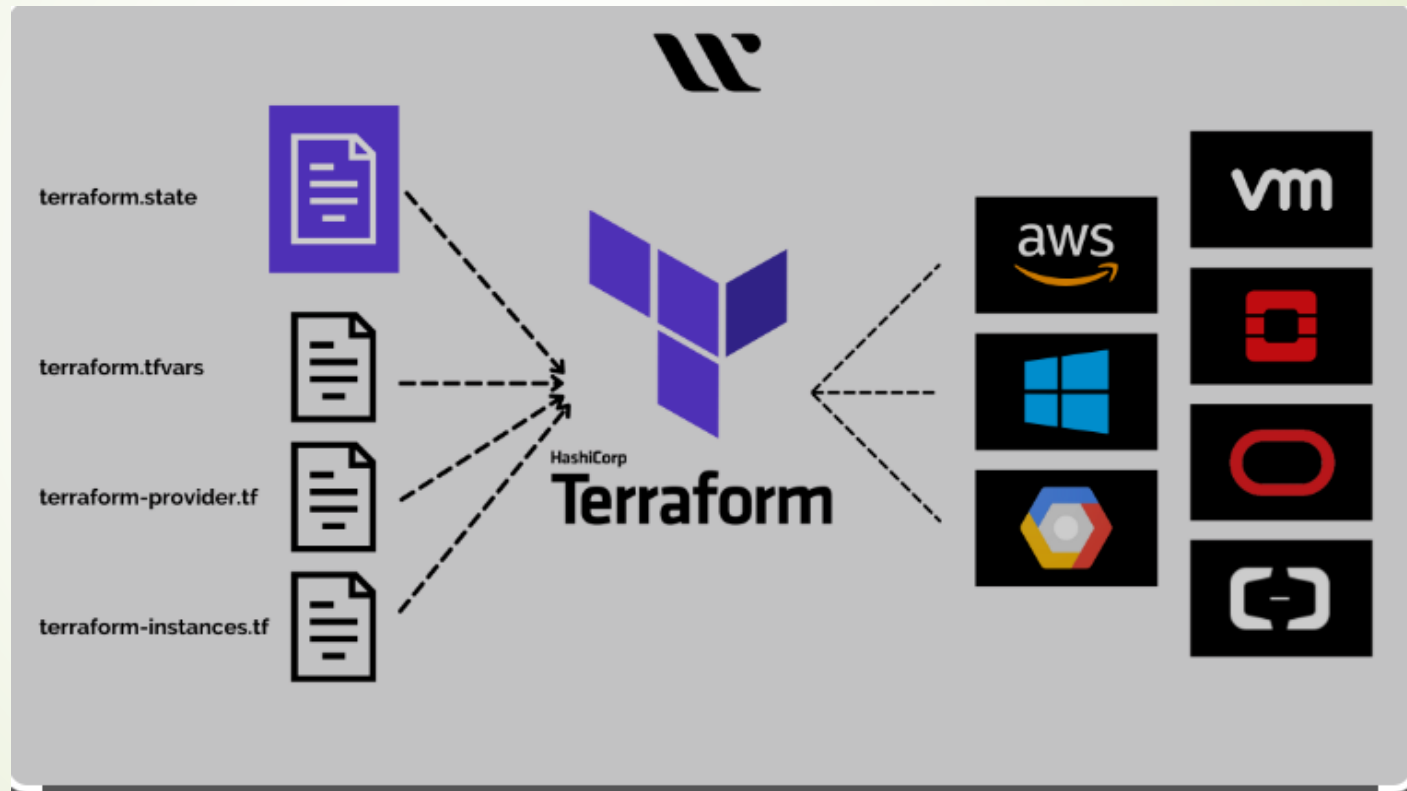 terraform.state
terraform.tfvars
terraform-provider.tf
terraform-instances.tf
HashiCorp
Terraform
aws
vm